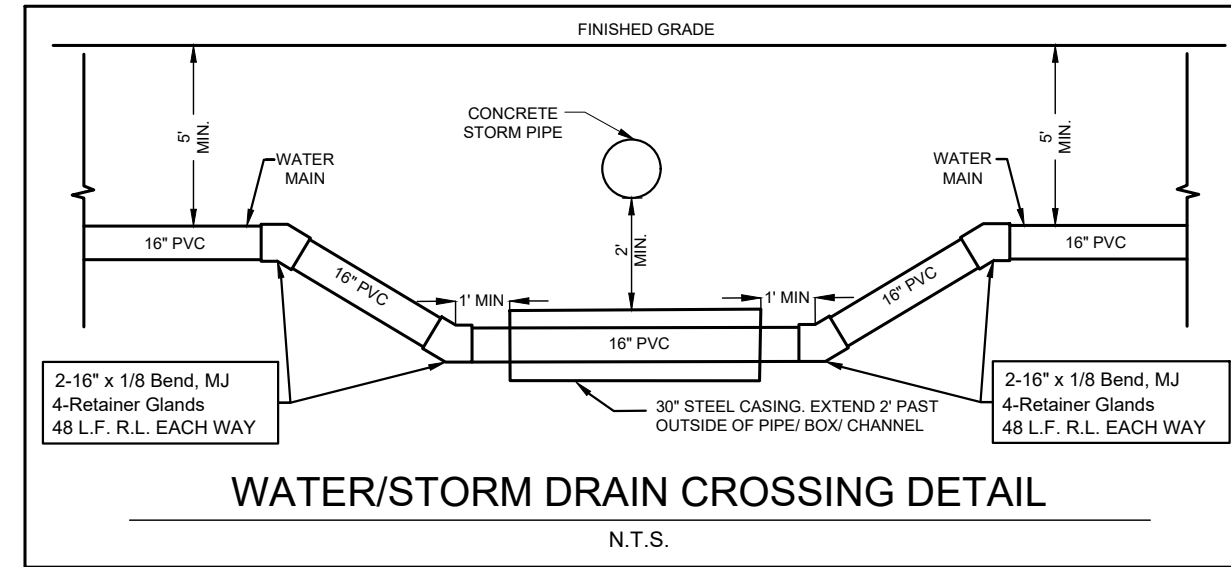 FINISHED GRADE
5'
MIN.
WATER
MAIN
CONCRETE
STORM PIPE
2'
MIN.
WATER
MAIN
5'
MIN.
16" PVC
16" PVC
1' MIN
16" PVC
1' MIN
16" PVC
16" PVC
2-16" x 1/8 Bend, MJ
4-Retainer Glands
48 L.F. R.L. EACH WAY
30" STEEL CASING. EXTEND 2' PAST
OUTSIDE OF PIPE/ BOX/ CHANNEL
2-16" x 1/8 Bend, MJ
4-Retainer Glands
48 L.F. R.L. EACH WAY
WATER/STORM DRAIN CROSSING DETAIL
N.T.S.